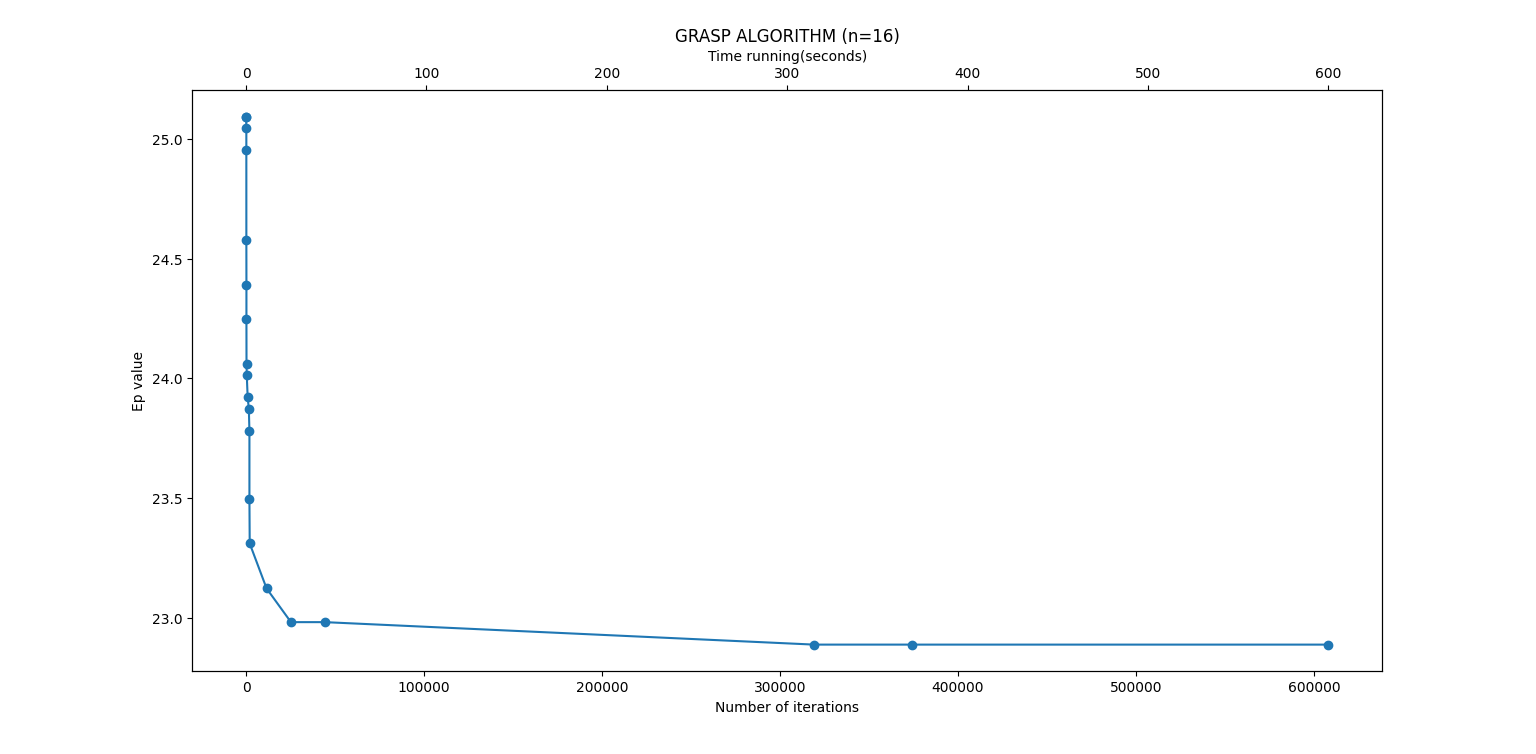 GRASP ALGORITHM (n=16)
Time running(seconds)
0 100 200 300 400 500 600
25.0
24.5
24.0
23.5
23.0
Ep value
0 100000 200000 300000 400000 500000 600000
Number of iterations